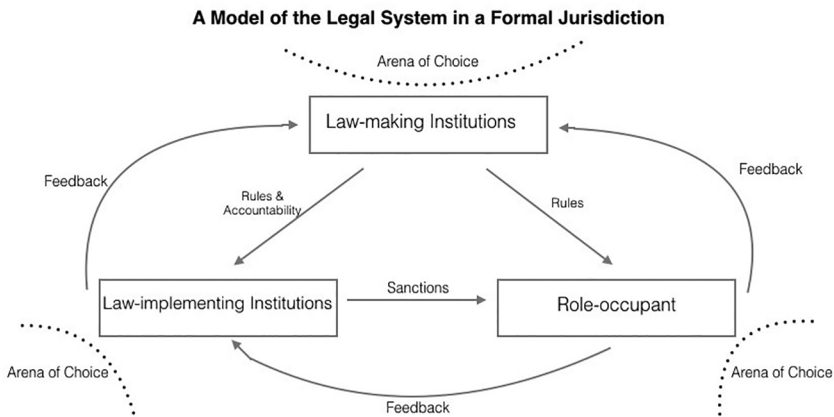 A Model of the Legal System in a Formal Jurisdiction
Arena of Choice
Law-making Institutions
Feedback
Feedback
Rules &
Accountability
Rules
Law-implementing Institutions
Sanctions
Role-occupant
Arena of Choice
Arena of Choice
Feedback